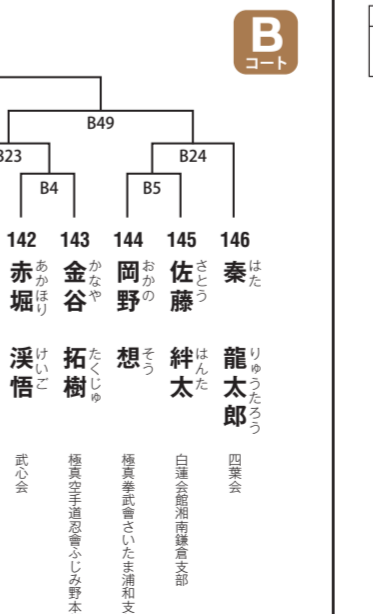 B
コート
B49
B23
B24
B4
B5
142
143
144
145
146
赤堀 渓悟
あかほり けいご
武心会
金谷 拓樹
かなや たくじゅ
極真空手道忍會ふじみ野本
岡野 想
おかの そう
極真拳武會さいたま浦和支
佐藤 絆太
さとう はんた
白蓮会館湘南鎌倉支部
秦 龍太郎
はた りゅうたろう
四葉会